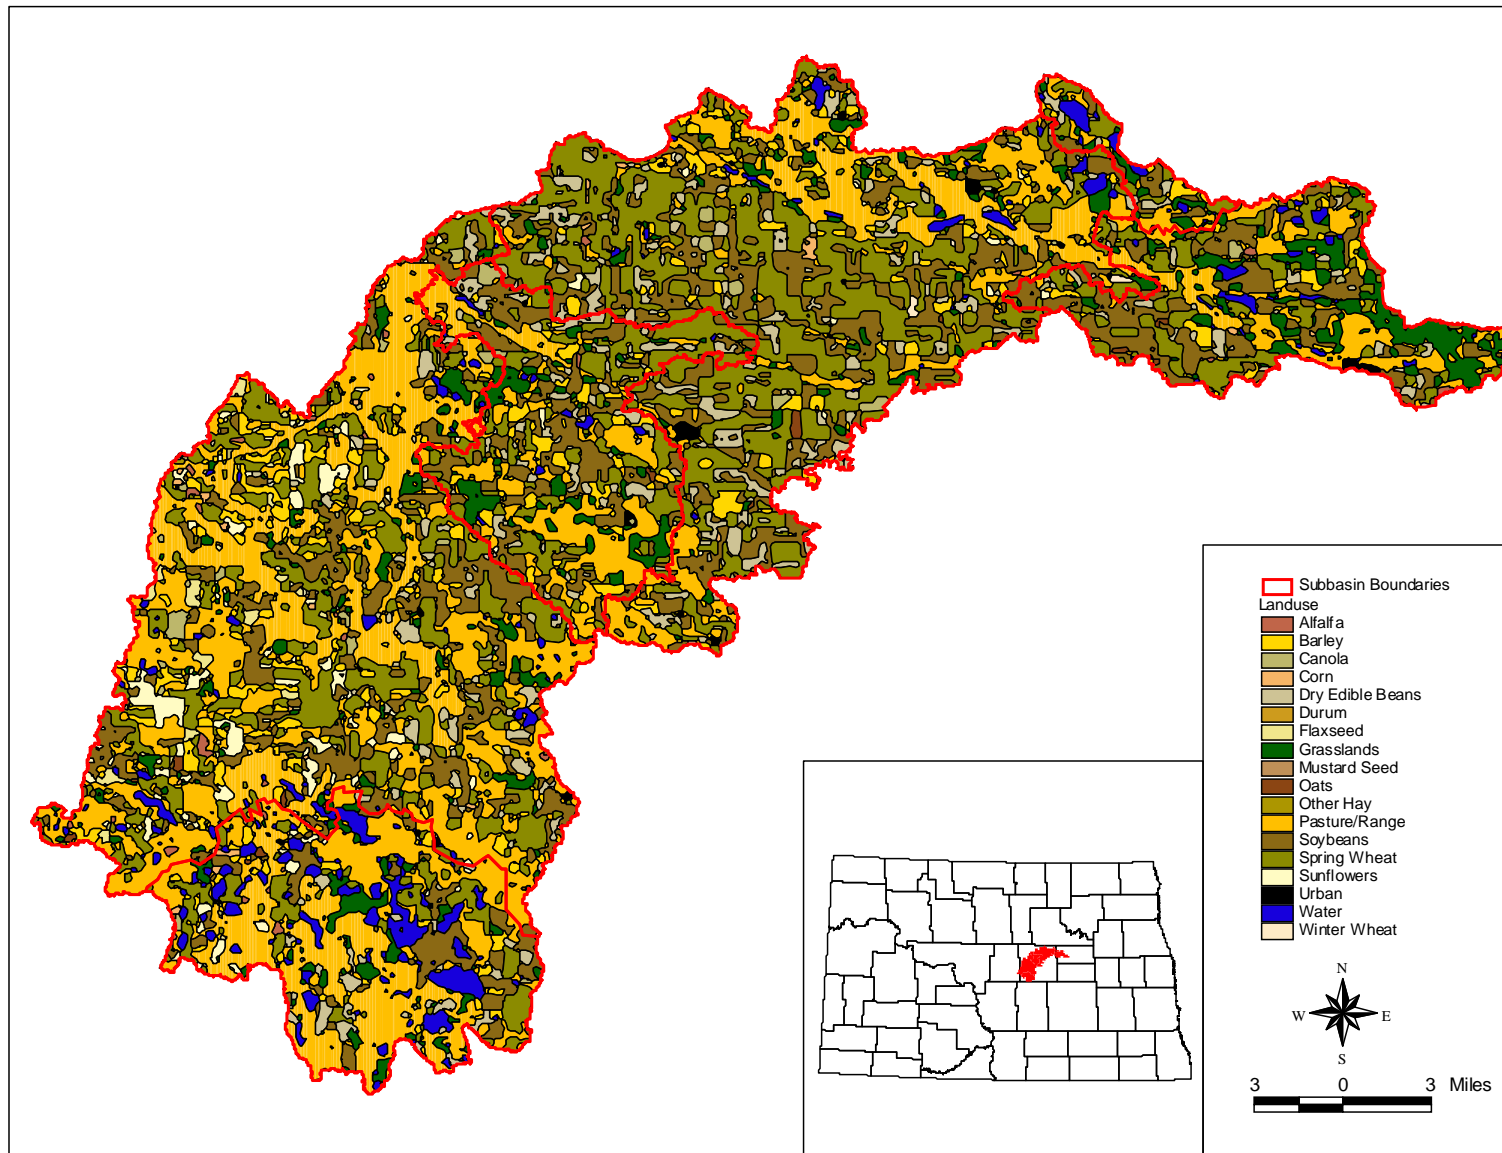 Subbasin Boundaries
Landuse
Alfalfa
Barley
Canola
Corn
Dry Edible Beans
Durum
Flaxseed
Grasslands
Mustard Seed
Oats
Other Hay
Pasture/Range
Soybeans
Spring Wheat
Sunflowers
Urban
Water
Winter Wheat
N
W E
S
3 0 3 Miles